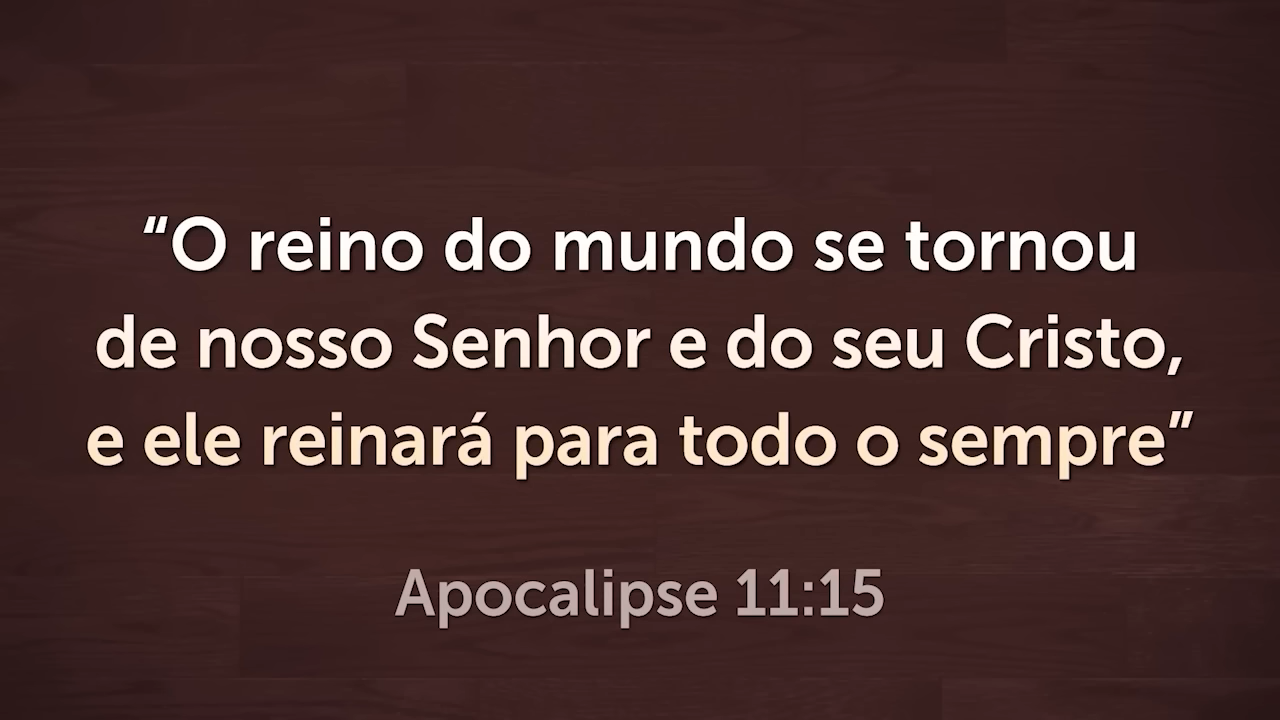 “O reino do mundo se tornou
de nosso Senhor e do seu Cristo,
e ele reinará para todo o sempre”
Apocalipse 11:15